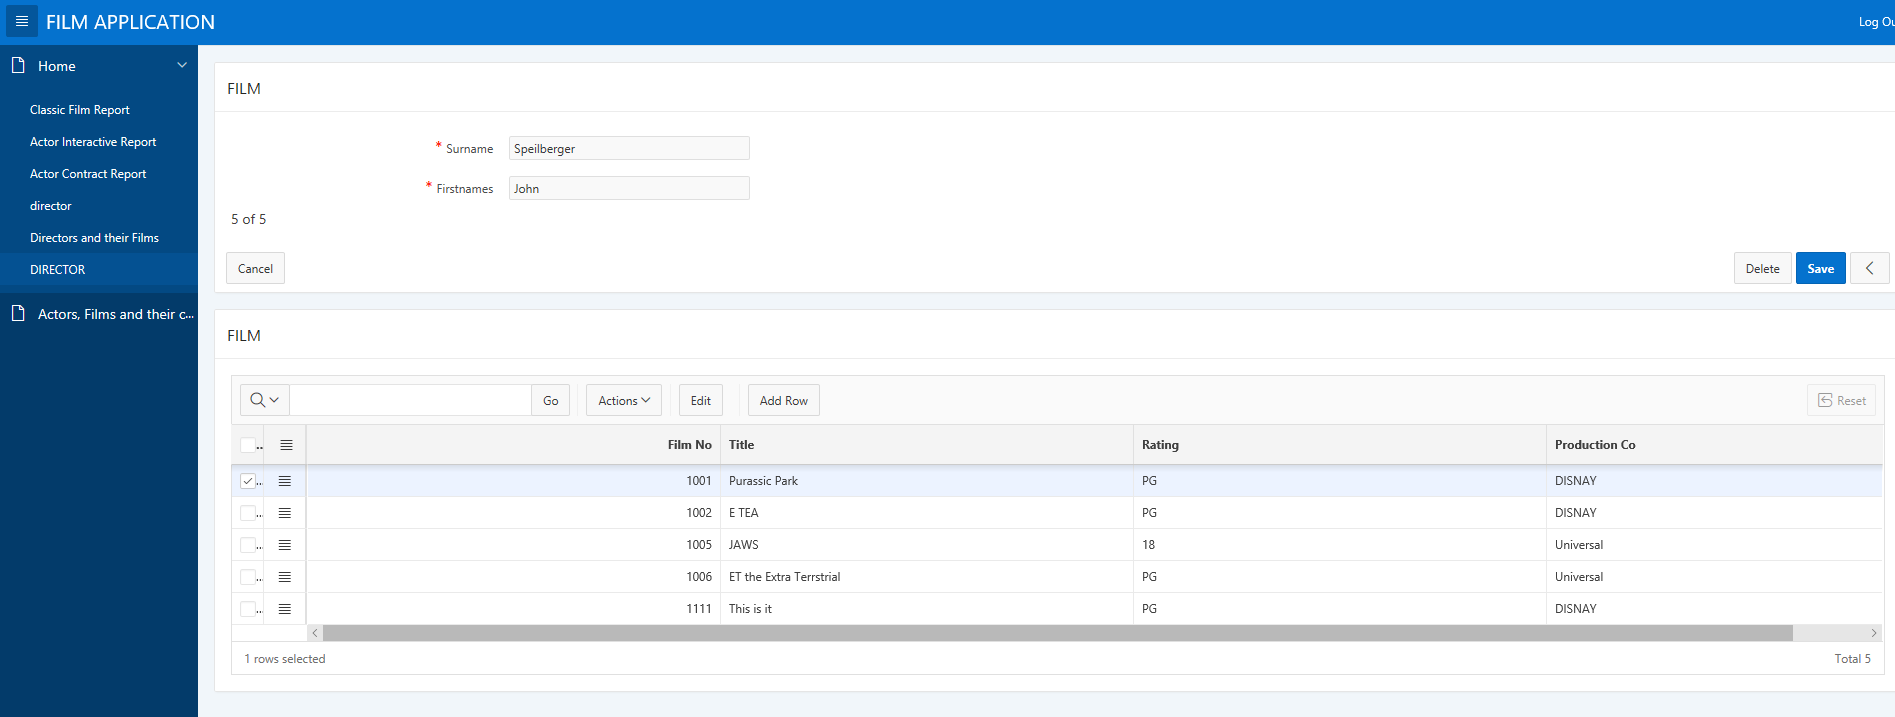 FILM APPLICATION
Log Ou
Home
Classic Film Report
Actor Interactive Report
Actor Contract Report
director
Directors and their Films
DIRECTOR
Actors, Films and their c...
FILM
* Surname Speilberger
* Firstnames John
5 of 5
Cancel Delete Save
FILM
Go Actions Edit Add Row Reset
.. Film No Title Rating Production Co
.. 1001 Purassic Park PG DISNAY
.. 1002 E TEA PG DISNAY
.. 1005 JAWS 18 Universal
.. 1006 ET the Extra Terrstrial PG Universal
.. 1111 This is it PG DISNAY
1 rows selected Total 5